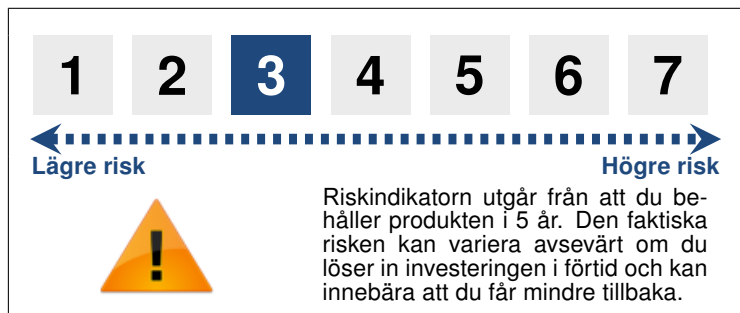 1 2 3 4 5 6 7
Lägre risk Högre risk
!
Riskindikatorn utgår från att du be-
håller produkten i 5 år. Den faktiska
risken kan variera avsevärt om du
löser in investeringen i förtid och kan
innebära att du får mindre tillbaka.